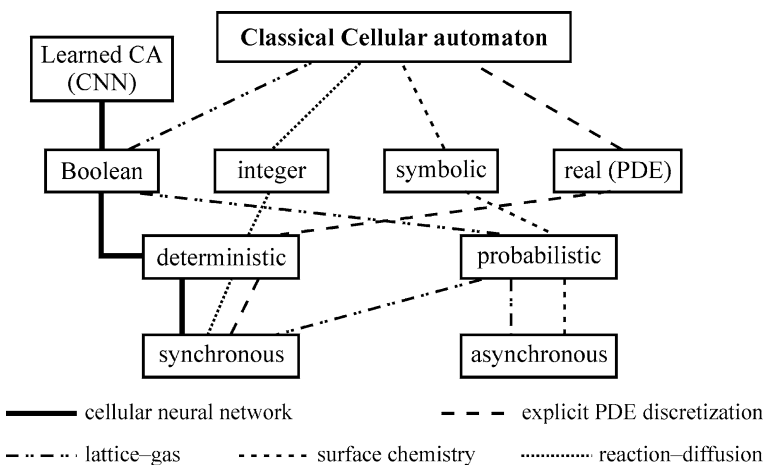 Classical Cellular automaton
Learned CA
(CNN)
Boolean
integer
symbolic
real (PDE)
deterministic
probabilistic
synchronous
asynchronous
cellular neural network
explicit PDE discretization
lattice–gas
surface chemistry
reaction–diffusion